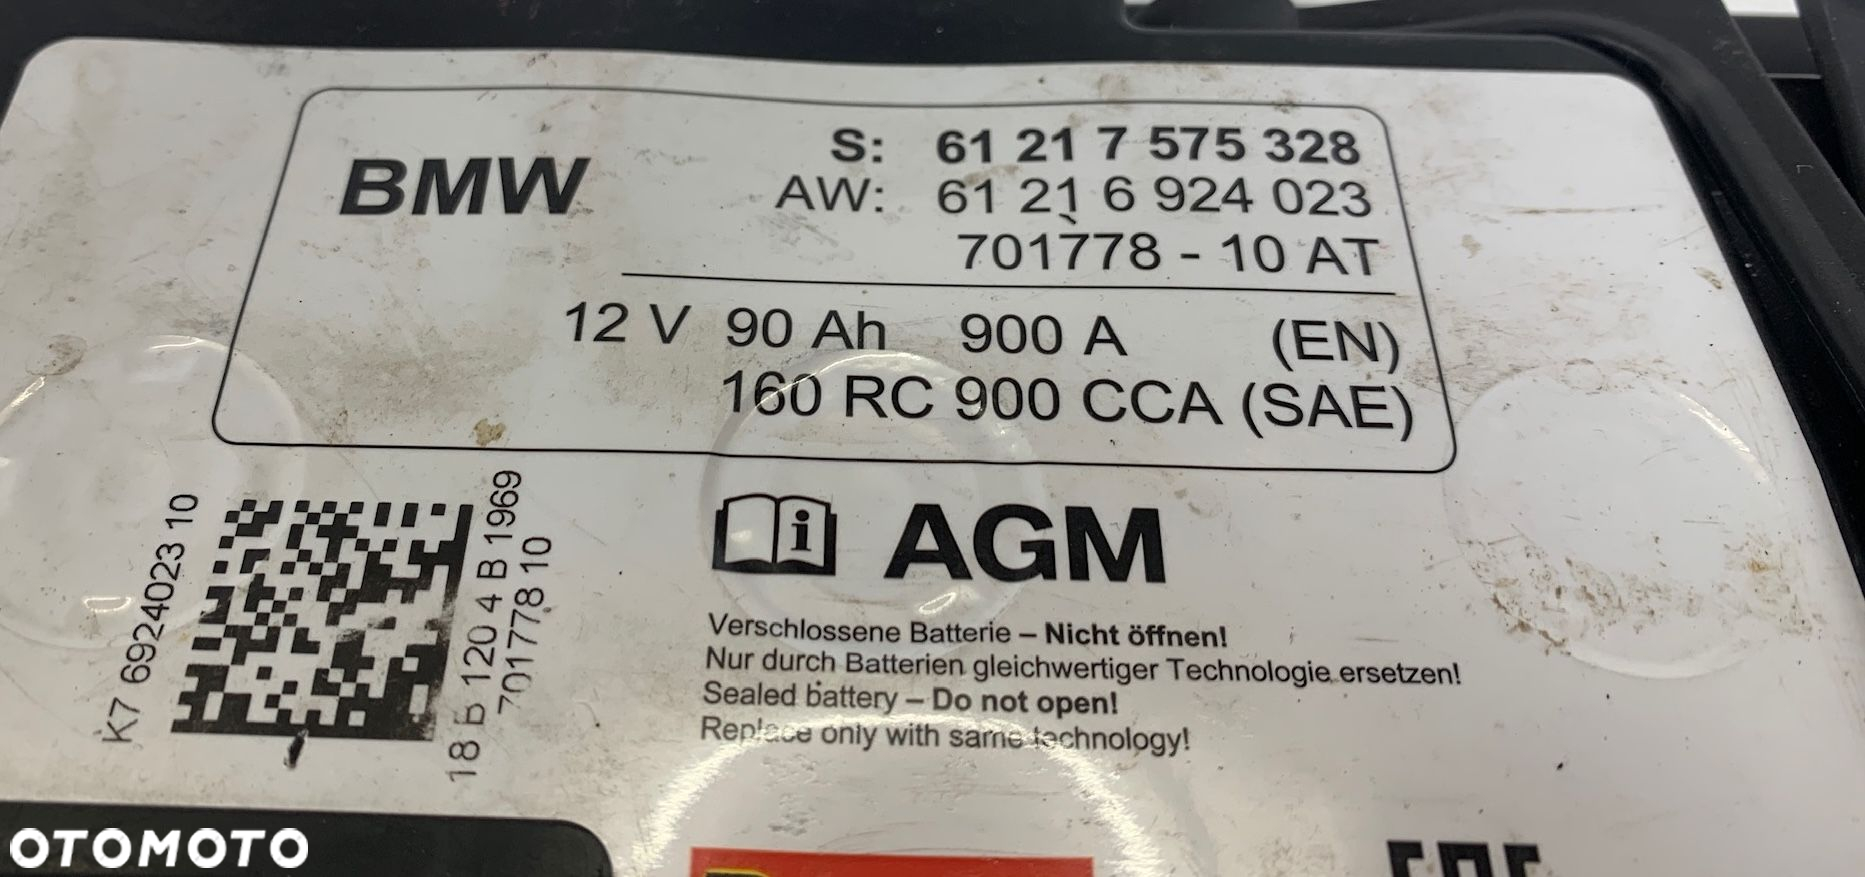 BMW
S: 61 21 7 575 328
AW: 61 21 6 924 023
701778 - 10 AT
12 V 90 Ah 900 A (EN)
160 RC 900 CCA (SAE)
K7 6924023 10
18 120 4 B 1969
701778 10
AGM
Verschlossene Batterie – Nicht öffnen!
Nur durch Batterien gleichwertiger Technologie ersetzen!
Sealed battery – Do not open!
Replace only with same technology!
OTOMOTO